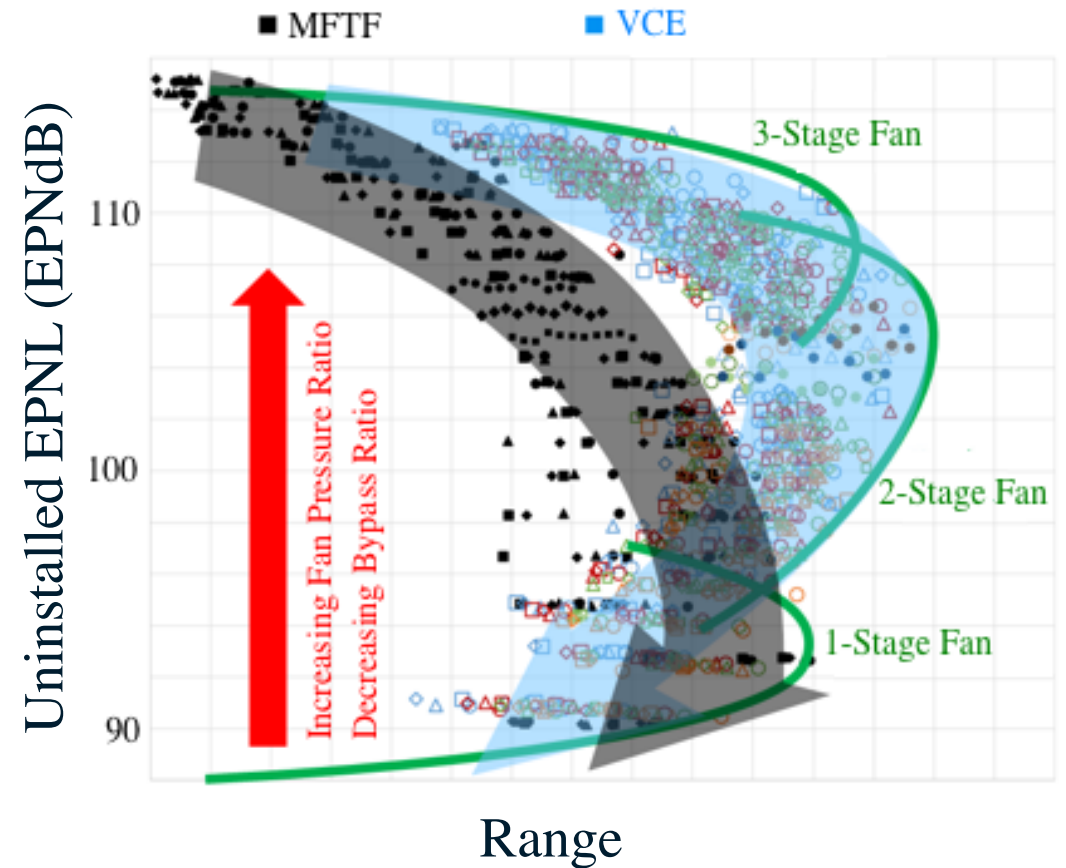 MFTF
VCE
Uninstalled EPNL (EPNdB)
110
100
90
3-Stage Fan
2-Stage Fan
1-Stage Fan
Increasing Fan Pressure Ratio
Decreasing Bypass Ratio
Range